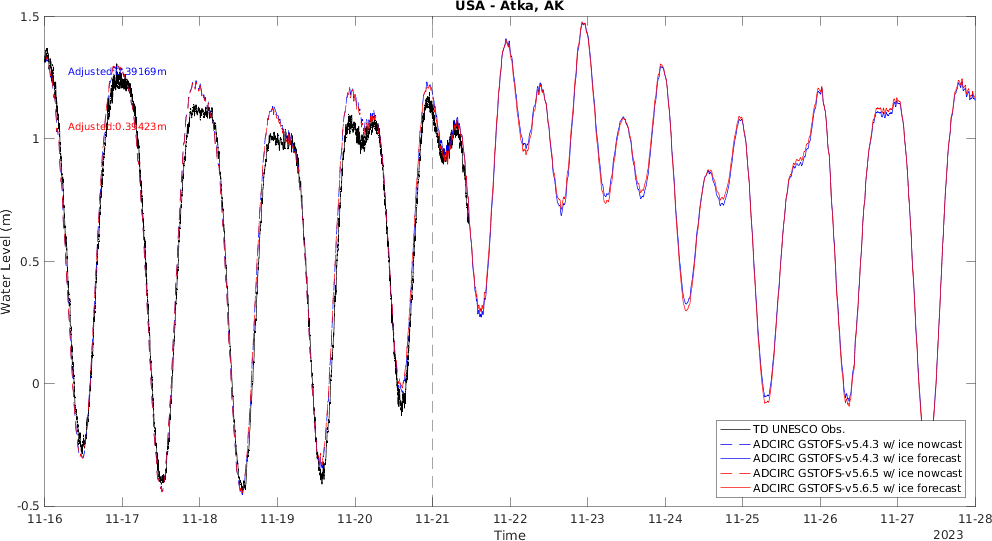 USA - Atka, AK
1.5
1
0.5
0
-0.5
Water Level (m)
Adjusted:0.39169m
Adjusted:0.39423m
TD UNESCO Obs.
ADCIRC GSTOFS-v5.4.3 w/ ice nowcast
ADCIRC GSTOFS-v5.4.3 w/ ice forecast
ADCIRC GSTOFS-v5.6.5 w/ ice nowcast
ADCIRC GSTOFS-v5.6.5 w/ ice forecast
11-16 11-17 11-18 11-19 11-20 11-21 11-22 11-23 11-24 11-25 11-26 11-27 11-28
Time
2023